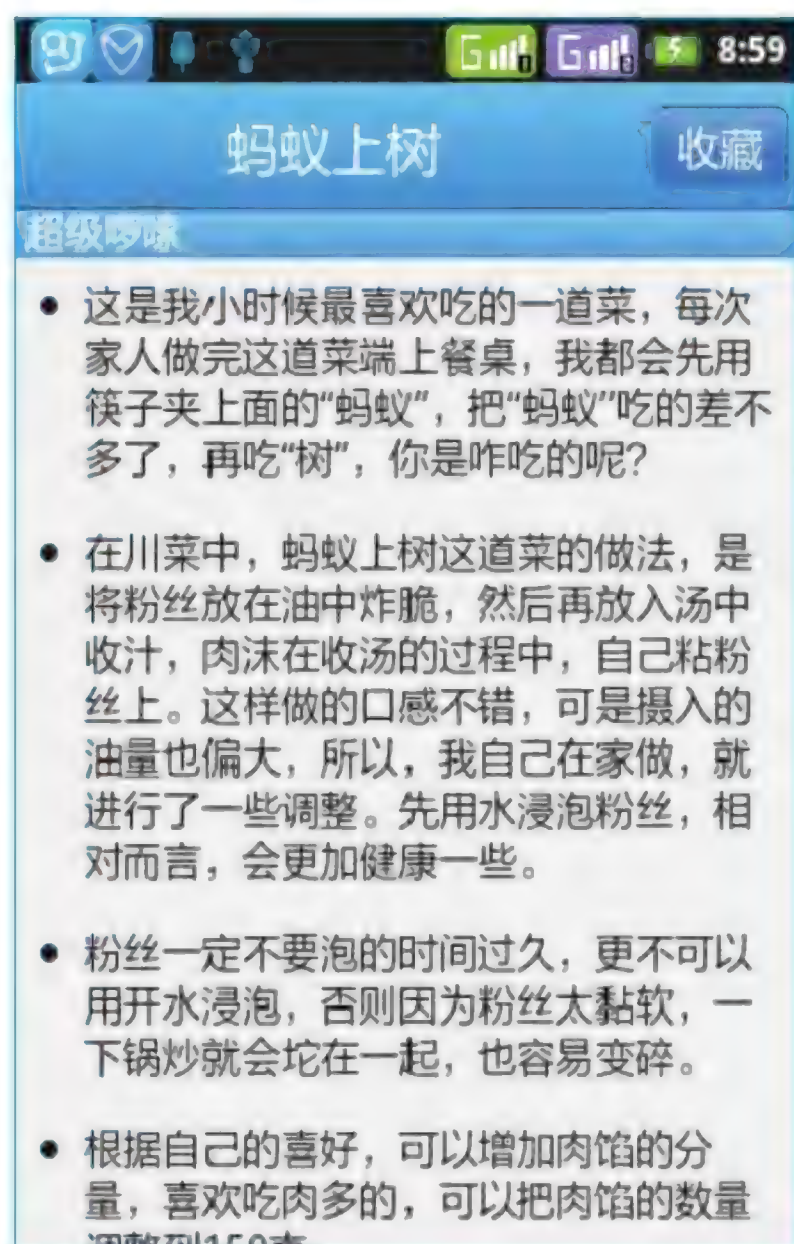 8:59
蚂蚁上树
收藏
超级啰嗦
• 这是我小时候最喜欢吃的一道菜，每次
家人做完这道菜端上餐桌，我都会先用
筷子夹上面的“蚂蚁”，把“蚂蚁”吃的差不
多了，再吃“树”，你是咋吃的呢?
• 在川菜中，蚂蚁上树这道菜的做法，是
将粉丝放在油中炸脆，然后再放入汤中
收汁，肉沫在收汤的过程中，自己粘粉
丝上。这样做的口感不错，可是摄入的
油量也偏大，所以，我自己在家做，就
进行了一些调整。先用水浸泡粉丝，相
对而言，会更加健康一些。
• 粉丝一定不要泡的时间过久，更不可以
用开水浸泡，否则因为粉丝太黏软，一
下锅炒就会坨在一起，也容易变碎。
• 根据自己的喜好，可以增加肉馅的分
量，喜欢吃肉多的，可以把肉馅的数量
调整到150克